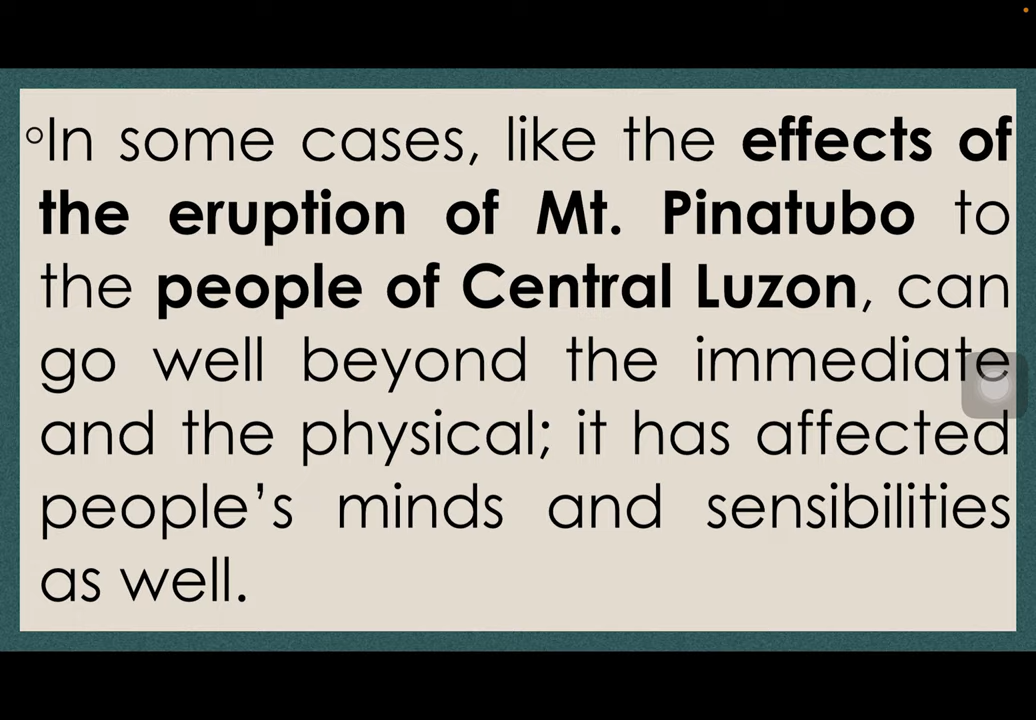 ◦In some cases, like the effects of
the eruption of Mt. Pinatubo to
the people of Central Luzon, can
go well beyond the immediate
and the physical; it has affected
people’s minds and sensibilities
as well.